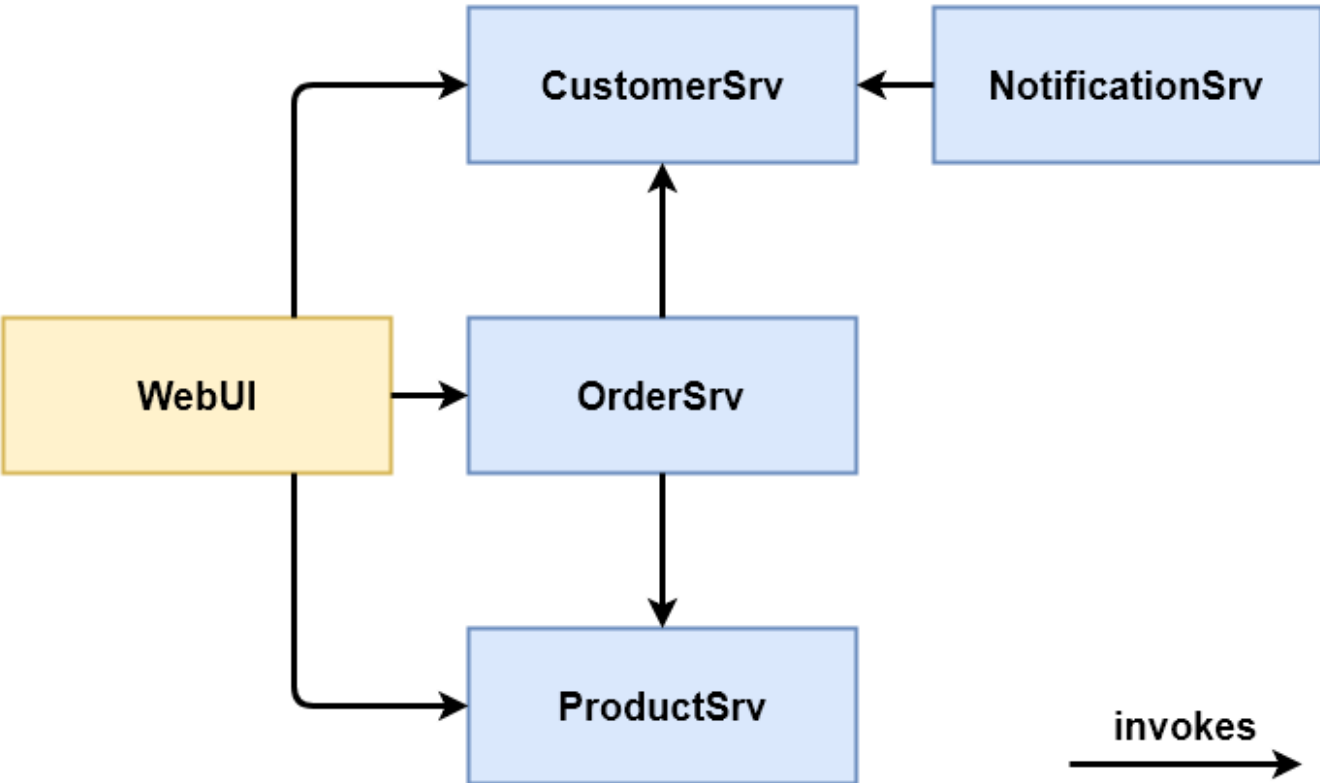 CustomerSrv
NotificationSrv
WebUI
OrderSrv
ProductSrv
invokes